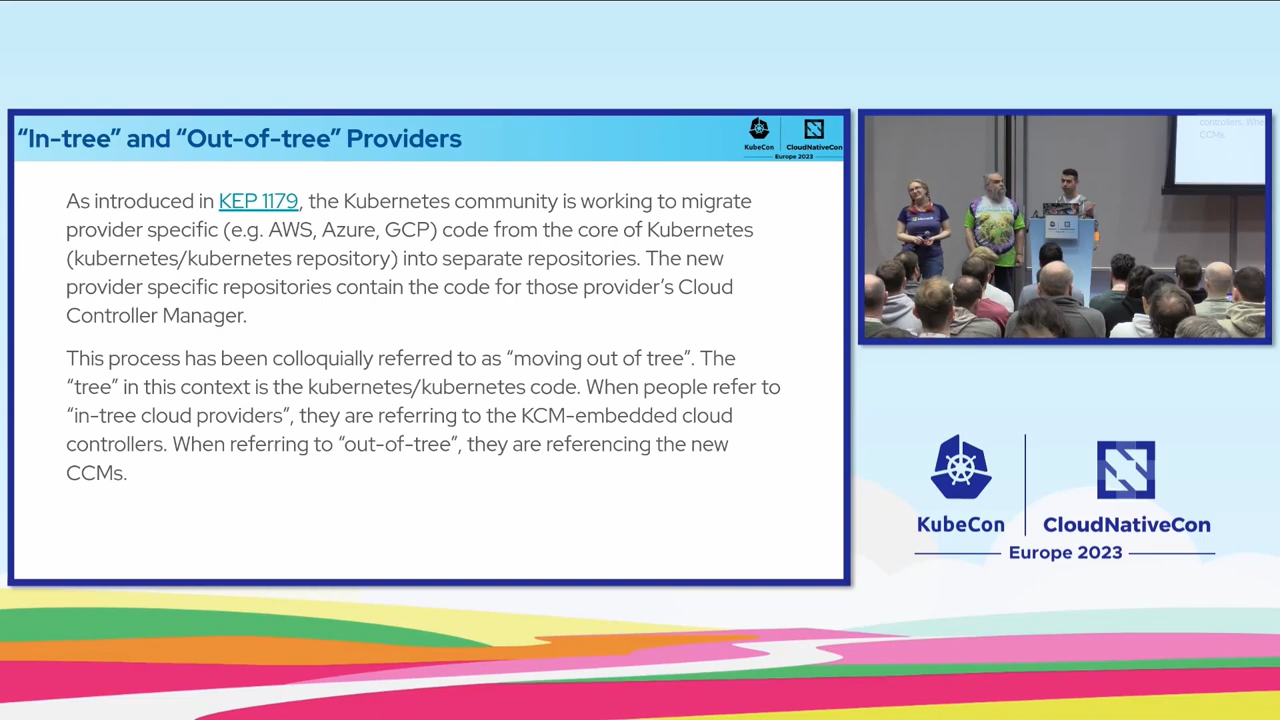 “In-tree” and “Out-of-tree” Providers
KubeCon
CloudNativeCon
Europe 2023
As introduced in KEP 1179, the Kubernetes community is working to migrate
provider specific (e.g. AWS, Azure, GCP) code from the core of Kubernetes
(kubernetes/kubernetes repository) into separate repositories. The new
provider specific repositories contain the code for those provider’s Cloud
Controller Manager.
This process has been colloquially referred to as “moving out of tree”. The
“tree” in this context is the kubernetes/kubernetes code. When people refer to
“in-tree cloud providers”, they are referring to the KCM-embedded cloud
controllers. When referring to “out-of-tree”, they are referencing the new
CCMs.
controllers. Whe
CCMs.
KubeCon
CloudNativeCon
Europe 2023